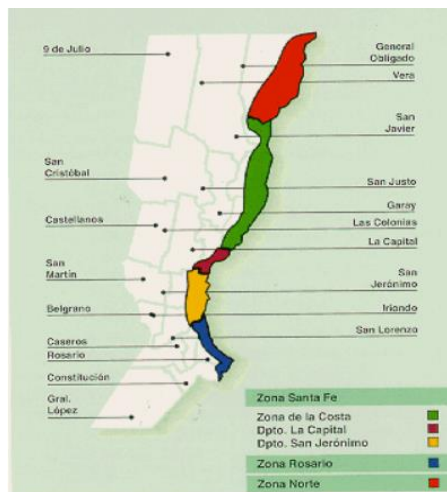 9 de Julio
General
Obligado
Vera
San
Javier
San
Cristóbal
San Justo
Garay
Castellanos
Las Colonias
La Capital
San
Martín
San
Jerónimo
Belgrano
Iriondo
San Lorenzo
Caseros
Rosario
Constitución
Gral.
López
Zona Santa Fe
Zona de la Costa
Dpto. La Capital
Dpto. San Jerónimo
Zona Rosario
Zona Norte